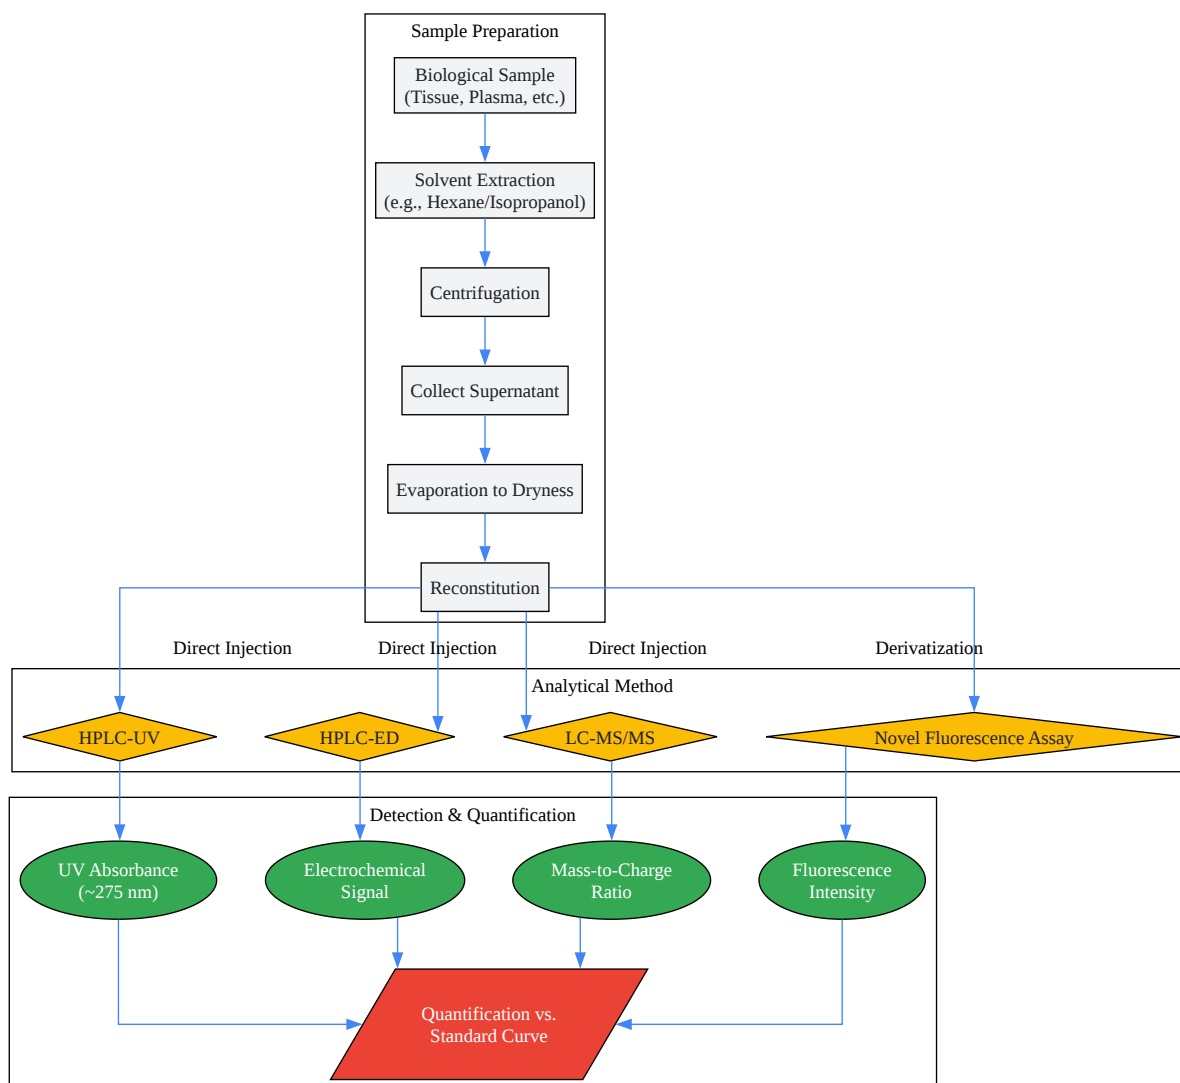 Sample Preparation
Biological Sample
(Tissue, Plasma, etc.)
Solvent Extraction
(e.g., Hexane/Isopropanol)
Centrifugation
Collect Supernatant
Evaporation to Dryness
Reconstitution
Direct Injection
Direct Injection
Direct Injection
Derivatization
Analytical Method
HPLC-UV
HPLC-ED
LC-MS/MS
Novel Fluorescence Assay
Detection & Quantification
UV Absorbance
(~275 nm)
Electrochemical
Signal
Mass-to-Charge
Ratio
Fluorescence
Intensity
Quantification vs.
Standard Curve